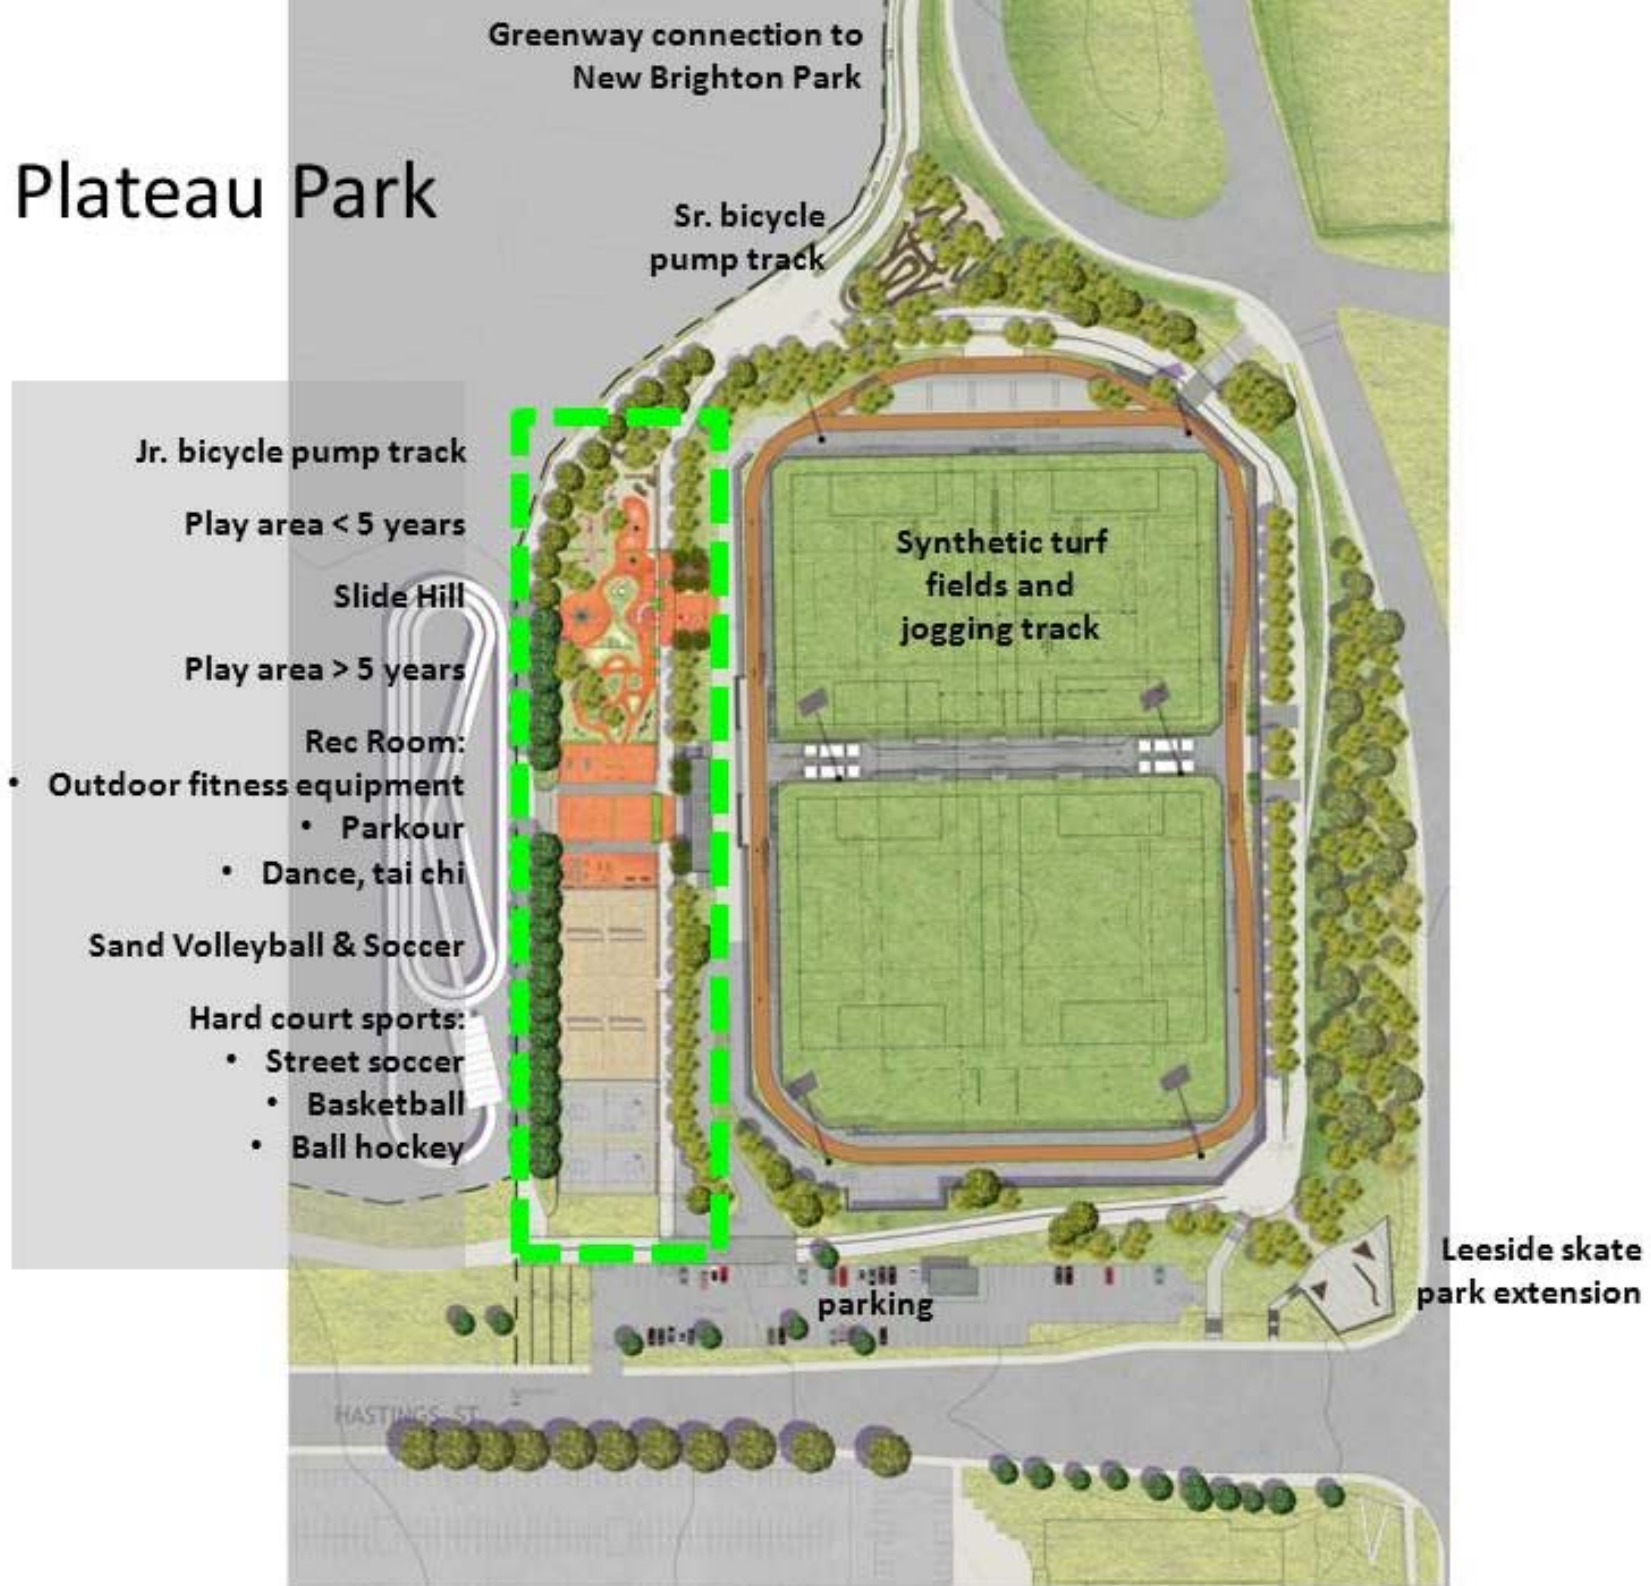 Greenway connection to
New Brighton Park
Plateau Park
Sr. bicycle
pump track
Jr. bicycle pump track
Play area < 5 years
Slide Hill
Play area > 5 years
Rec Room:
• Outdoor fitness equipment
• Parkour
• Dance, tai chi
Sand Volleyball & Soccer
Hard court sports:
• Street soccer
• Basketball
• Ball hockey
Synthetic turf
fields and
jogging track
Leeside skate
park extension
parking
HASTINGS ST